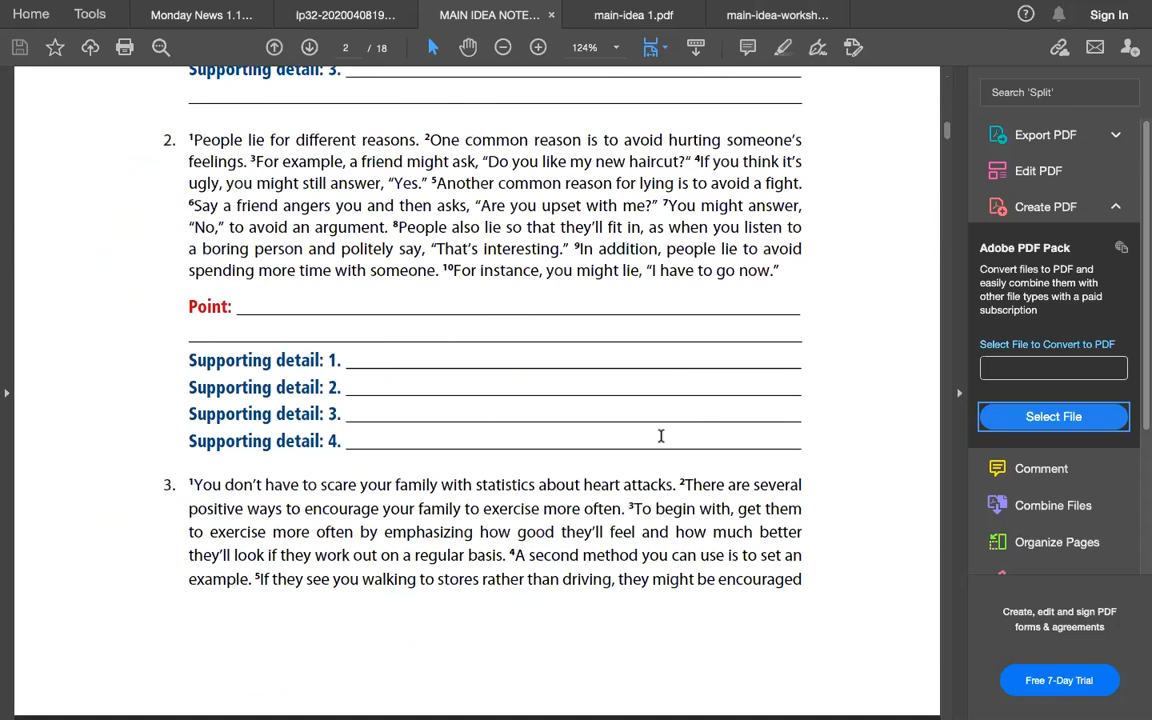 Home
Tools
Monday News 1.1...
lp32-2020040819...
MAIN IDEA NOTE... ×
main-idea 1.pdf
main-idea-worksh...
Sign In
2 / 18
124%
Supporting detail: 3.
2. ¹People lie for different reasons. ²One common reason is to avoid hurting someone’s
feelings. ³For example, a friend might ask, “Do you like my new haircut?“ ⁴If you think it’s
ugly, you might still answer, “Yes.” ⁵Another common reason for lying is to avoid a fight.
⁶Say a friend angers you and then asks, “Are you upset with me?” ⁷You might answer,
“No,” to avoid an argument. ⁸People also lie so that they’ll fit in, as when you listen to
a boring person and politely say, “That’s interesting.” ⁹In addition, people lie to avoid
spending more time with someone. ¹⁰For instance, you might lie, “I have to go now.”
Point:
Supporting detail: 1.
Supporting detail: 2.
Supporting detail: 3.
Supporting detail: 4.
3. ¹You don’t have to scare your family with statistics about heart attacks. ²There are several
positive ways to encourage your family to exercise more often. ³To begin with, get them
to exercise more often by emphasizing how good they’ll feel and how much better
they’ll look if they work out on a regular basis. ⁴A second method you can use is to set an
example. ⁵If they see you walking to stores rather than driving, they might be encouraged
Search 'Split'
Export PDF
Edit PDF
Create PDF
Adobe PDF Pack
Convert files to PDF and
easily combine them with
other file types with a paid
subscription
Select File to Convert to PDF
Select File
Comment
Combine Files
Organize Pages
Create, edit and sign PDF
forms & agreements
Free 7-Day Trial